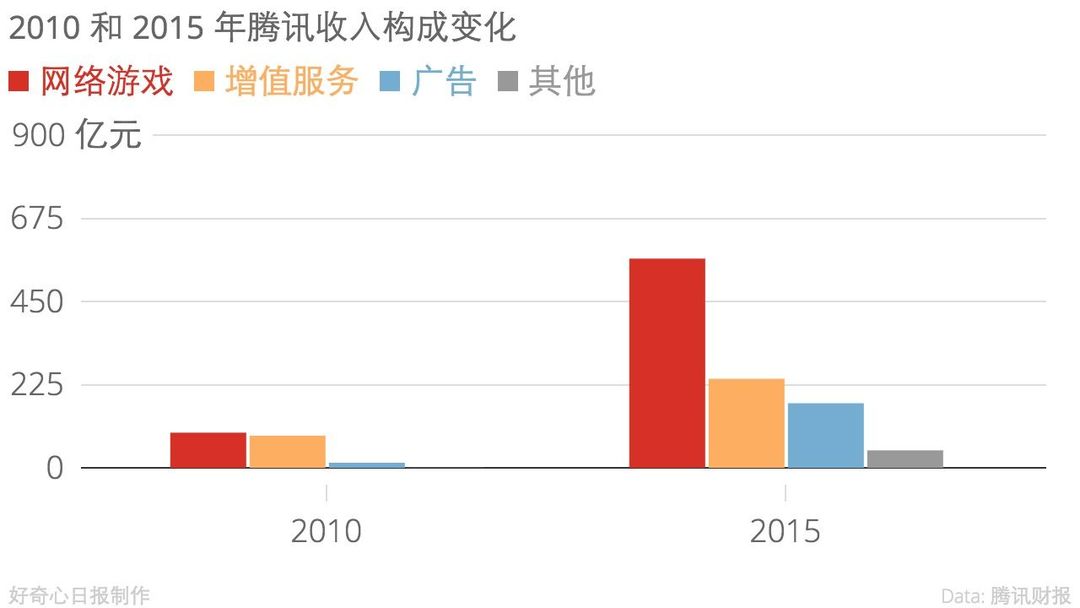 2010 和 2015 年腾讯收入构成变化
网络游戏 增值服务 广告 其他
900 亿元
675
450
225
0
2010 2015
好奇心日报制作 Data: 腾讯财报